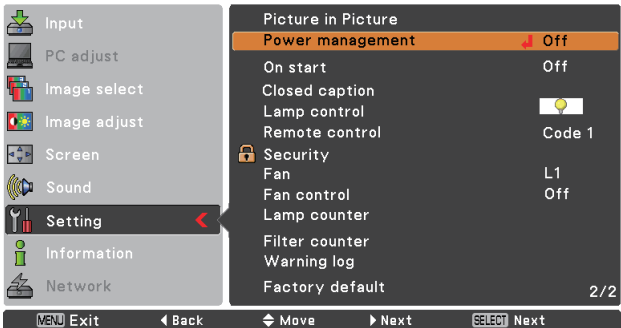 Input
PC adjust
Image select
Image adjust
Screen
Sound
Setting
Information
Network
Picture in Picture
Power management Off
On start Off
Closed caption
Lamp control
Remote control Code 1
Security
Fan L1
Fan control Off
Lamp counter
Filter counter
Warning log
Factory default
2/2
MENU Exit Back Move Next SELECT Next